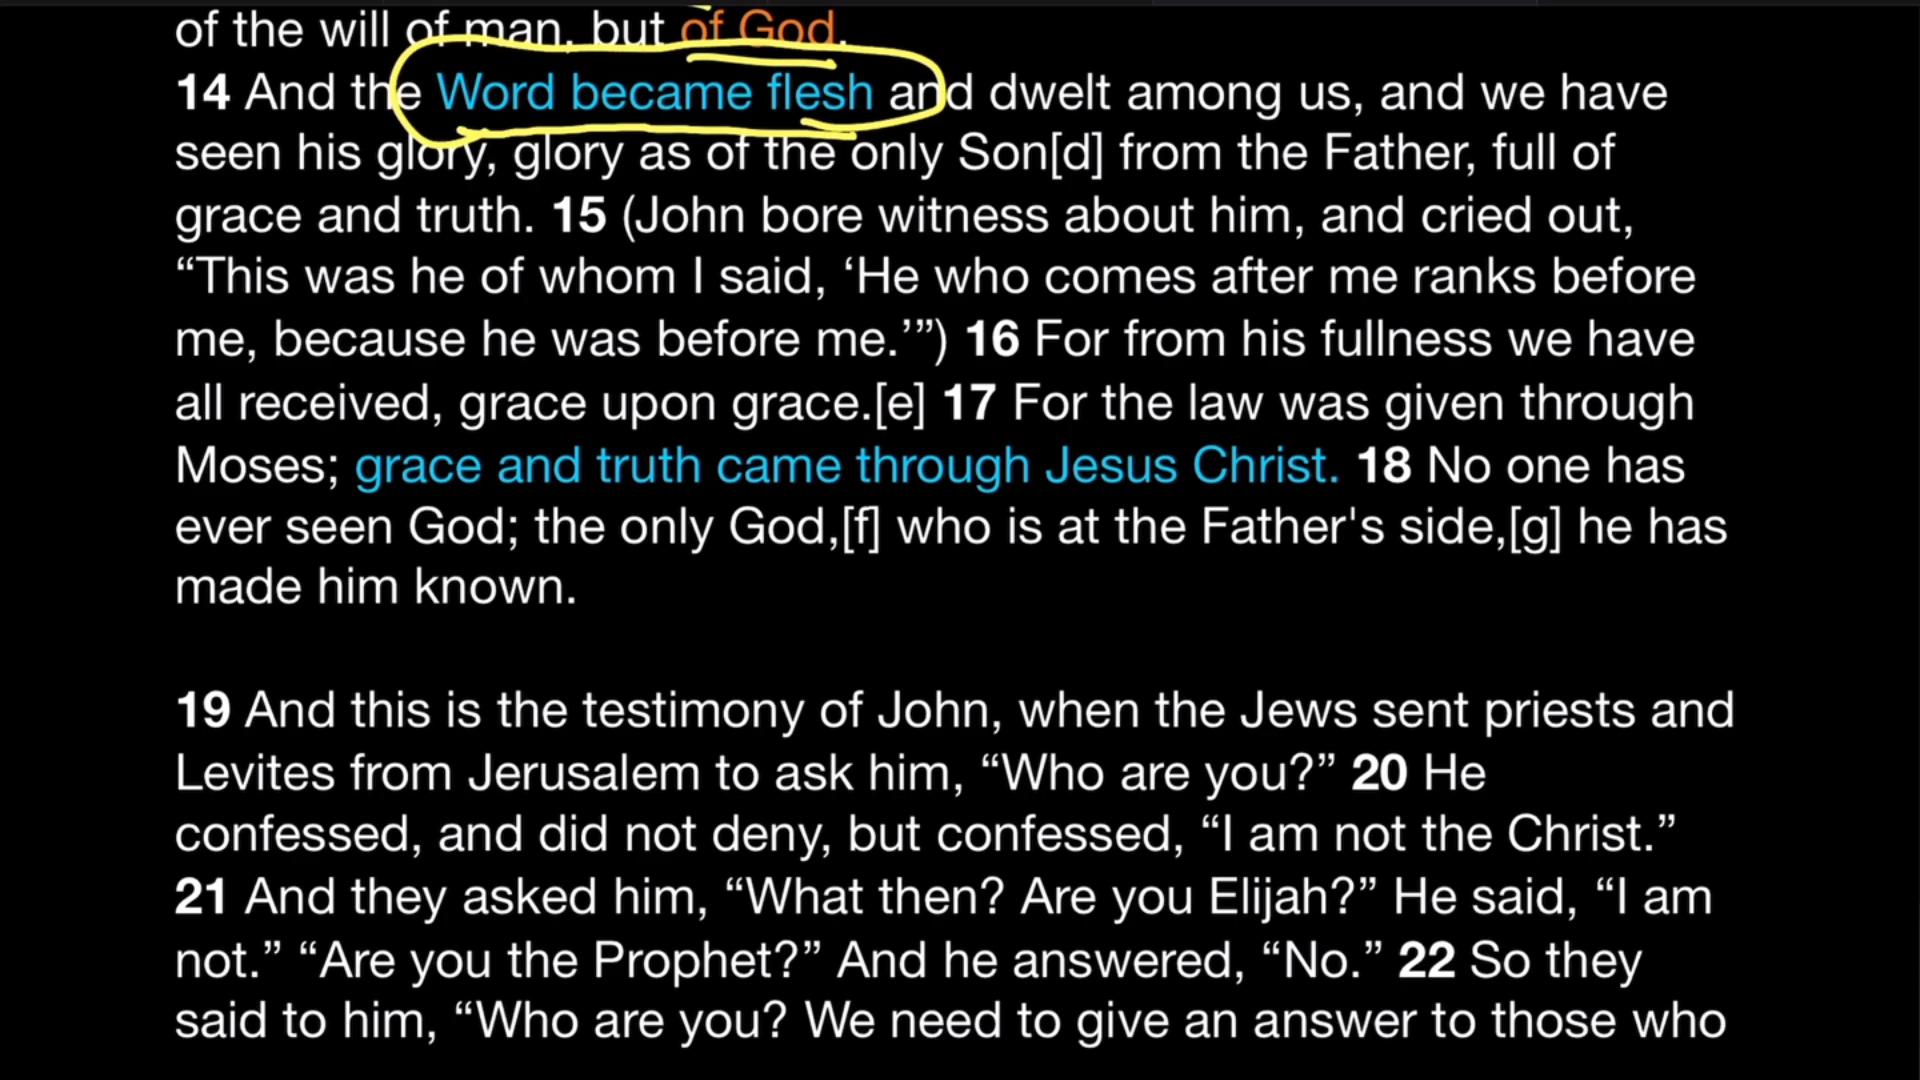 of the will of man, but of God.
14 And the Word became flesh and dwelt among us, and we have
seen his glory, glory as of the only Son[d] from the Father, full of
grace and truth. 15 (John bore witness about him, and cried out,
“This was he of whom I said, ‘He who comes after me ranks before
me, because he was before me.’”) 16 For from his fullness we have
all received, grace upon grace.[e] 17 For the law was given through
Moses; grace and truth came through Jesus Christ. 18 No one has
ever seen God; the only God,[f] who is at the Father's side,[g] he has
made him known.
19 And this is the testimony of John, when the Jews sent priests and
Levites from Jerusalem to ask him, “Who are you?” 20 He
confessed, and did not deny, but confessed, “I am not the Christ.”
21 And they asked him, “What then? Are you Elijah?” He said, “I am
not.” “Are you the Prophet?” And he answered, “No.” 22 So they
said to him, “Who are you? We need to give an answer to those who